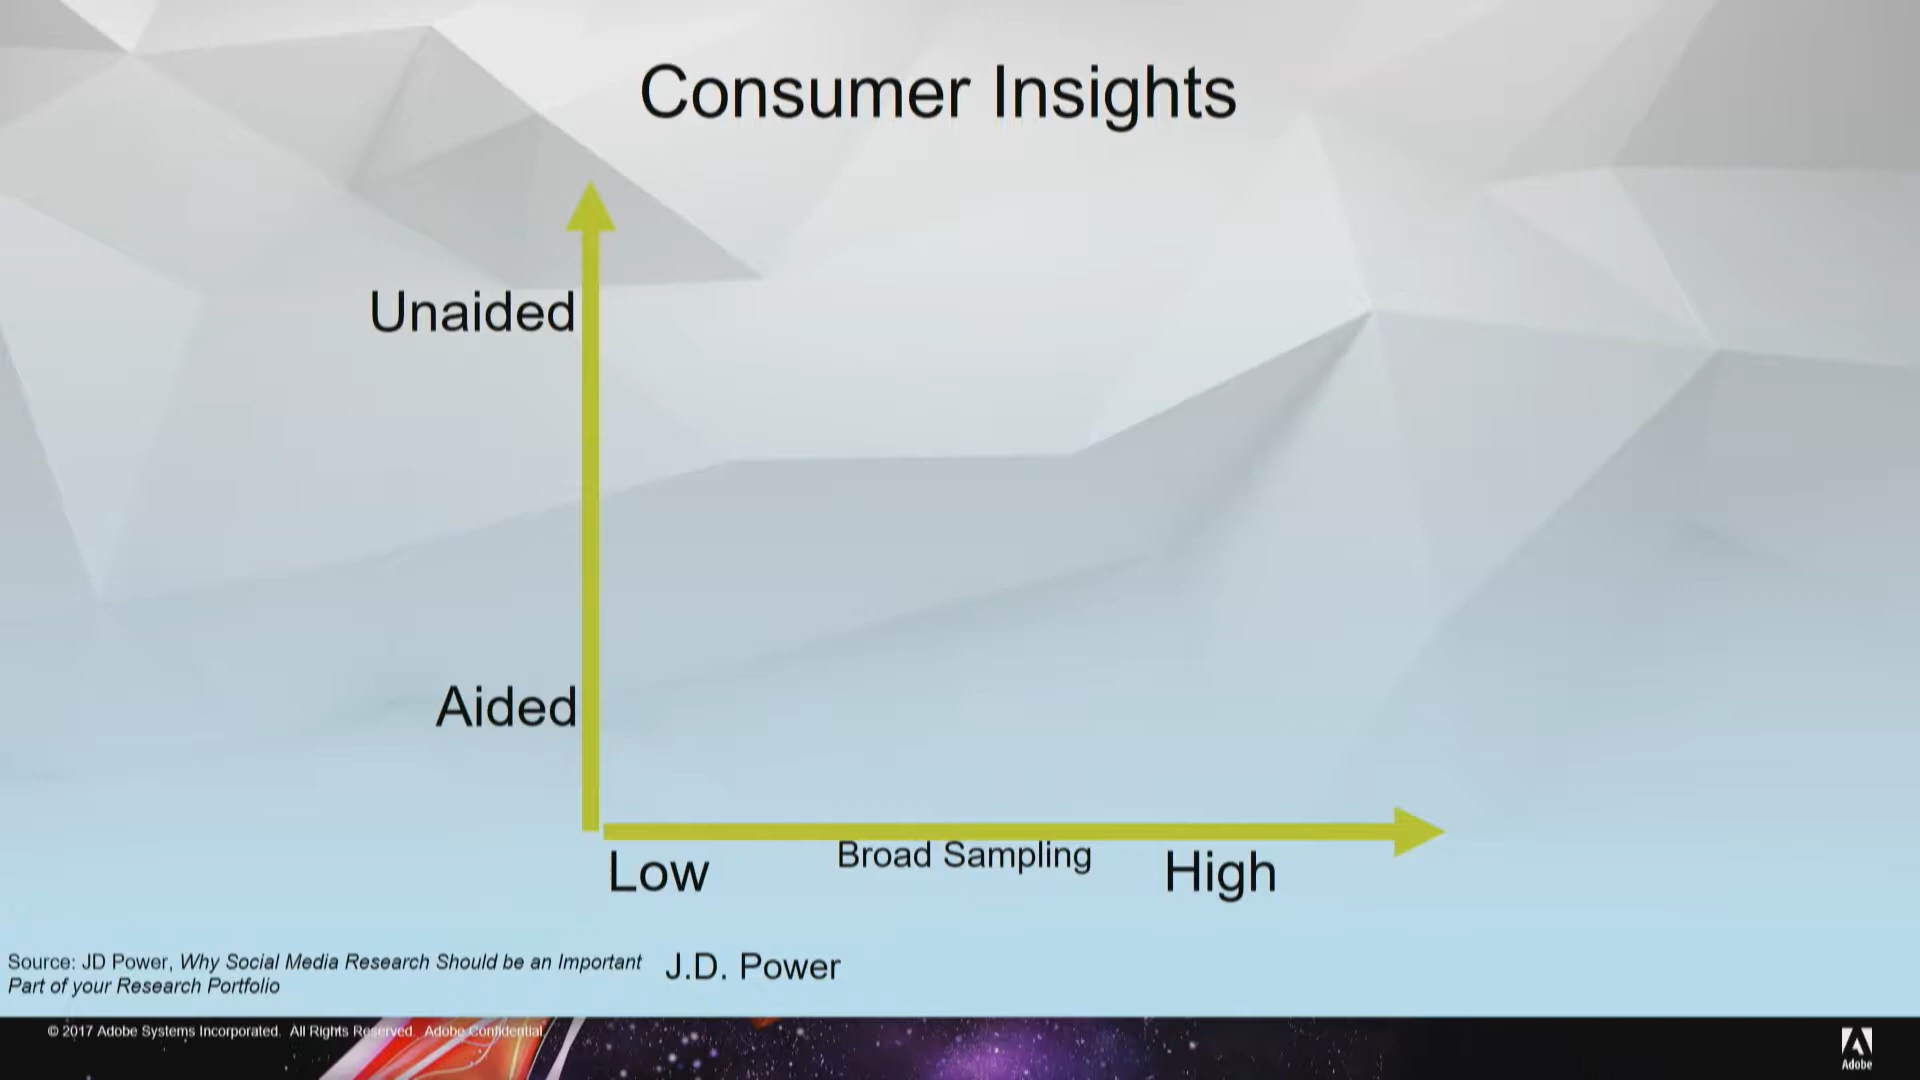 Consumer Insights
Unaided
Aided
Low
Broad Sampling
High
Source: JD Power, Why Social Media Research Should be an Important
Part of your Research Portfolio
J.D. Power
© 2017 Adobe Systems Incorporated. All Rights Reserved. Adobe Confidential.
Adobe